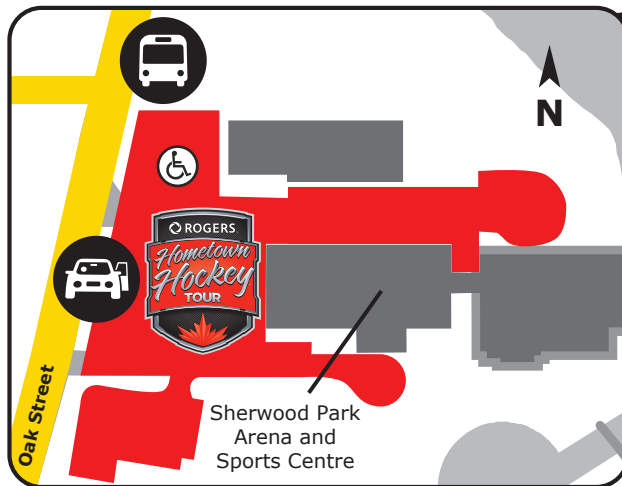 N
ROGERS
Hometown
Hockey
TOUR
Oak Street
Sherwood Park
Arena and
Sports Centre